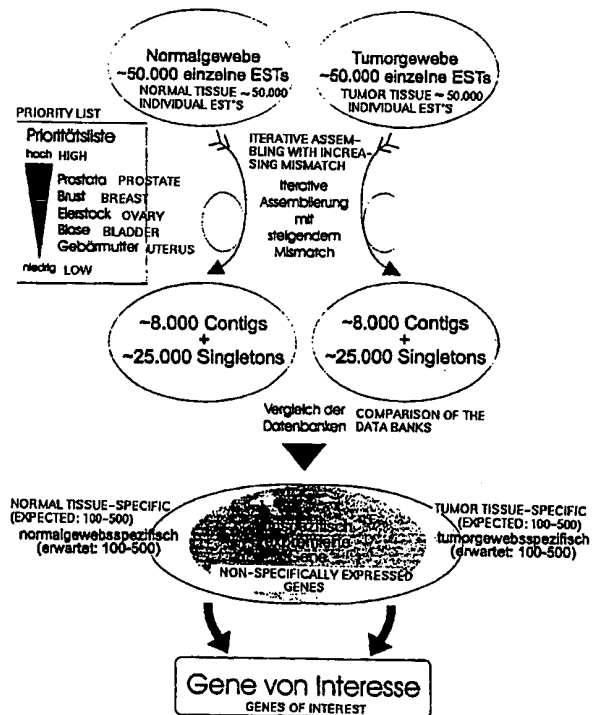 Normalgewebe
~50.000 einzelne ESTs
NORMAL TISSUE ~ 50.000
INDIVIDUAL EST'S
Tumorgewebe
~50.000 einzelne ESTs
TUMOR TISSUE ~ 50.000
INDIVIDUAL EST'S
PRIORITY LIST
Prioritätsliste
hoch HIGH
Prostata PROSTATE
Brust BREAST
Eierstock OVARY
Blase BLADDER
Gebärmutter UTERUS
niedrig LOW
ITERATIVE ASSEM-
BLING WITH INCREA-
SING MISMATCH
Iterative
Assemblierung
mit
steigendem
Mismatch
~8.000 Contigs
+
~25.000 Singletons
~8.000 Contigs
+
~25.000 Singletons
Vergleich der
Datenbanken
COMPARISON OF THE
DATA BANKS
NORMAL TISSUE-SPECIFIC
(EXPECTED: 100-500)
normalgewebsspezifisch
(erwartet: 100-500)
NON-SPECIFICALLY EXPRESSED
GENES
TUMOR TISSUE-SPECIFIC
(EXPECTED: 100-500)
tumorgewebsspezifisch
(erwartet: 100-500)
Gene von Interesse
GENES OF INTEREST